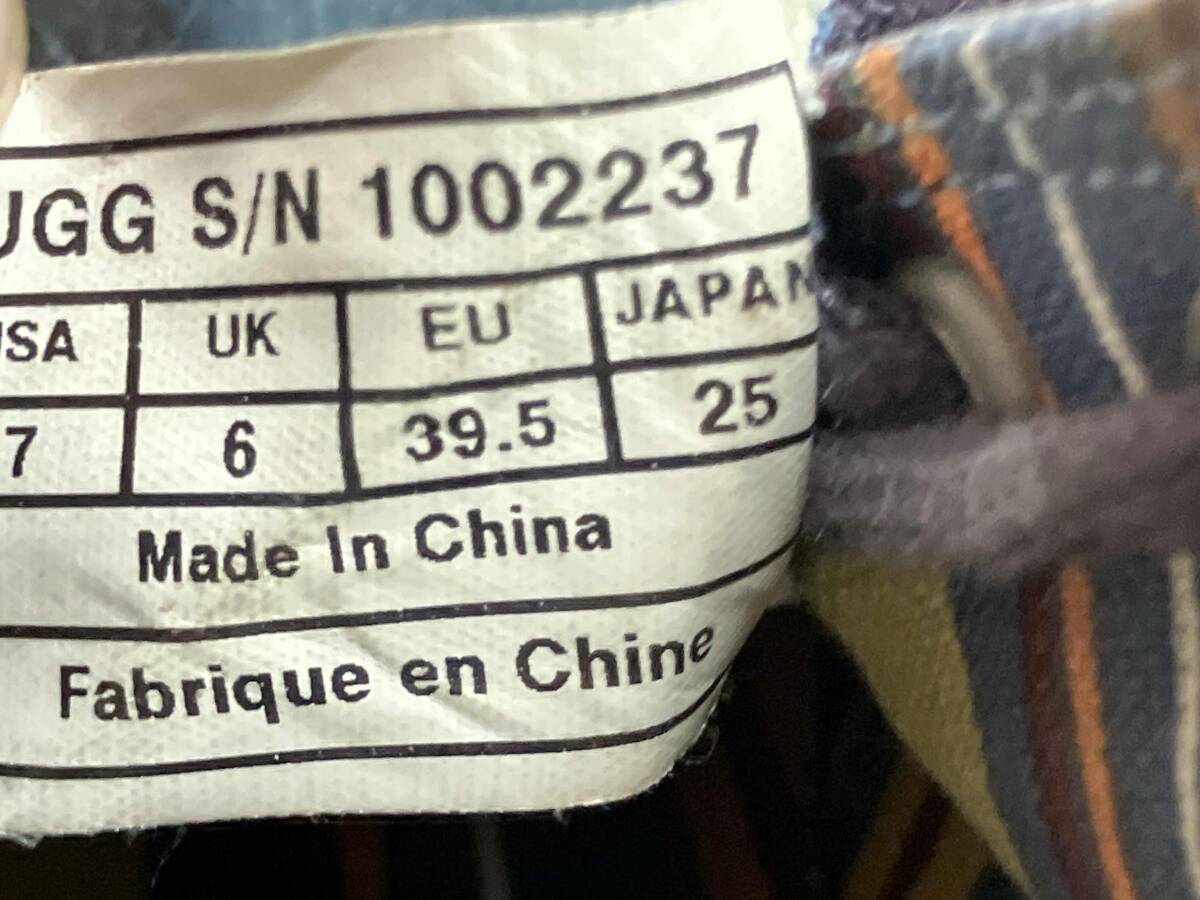 UGG S/N 1002237
USA UK EU JAPAN
7 6 39.5 25
Made In China
Fabrique en Chine